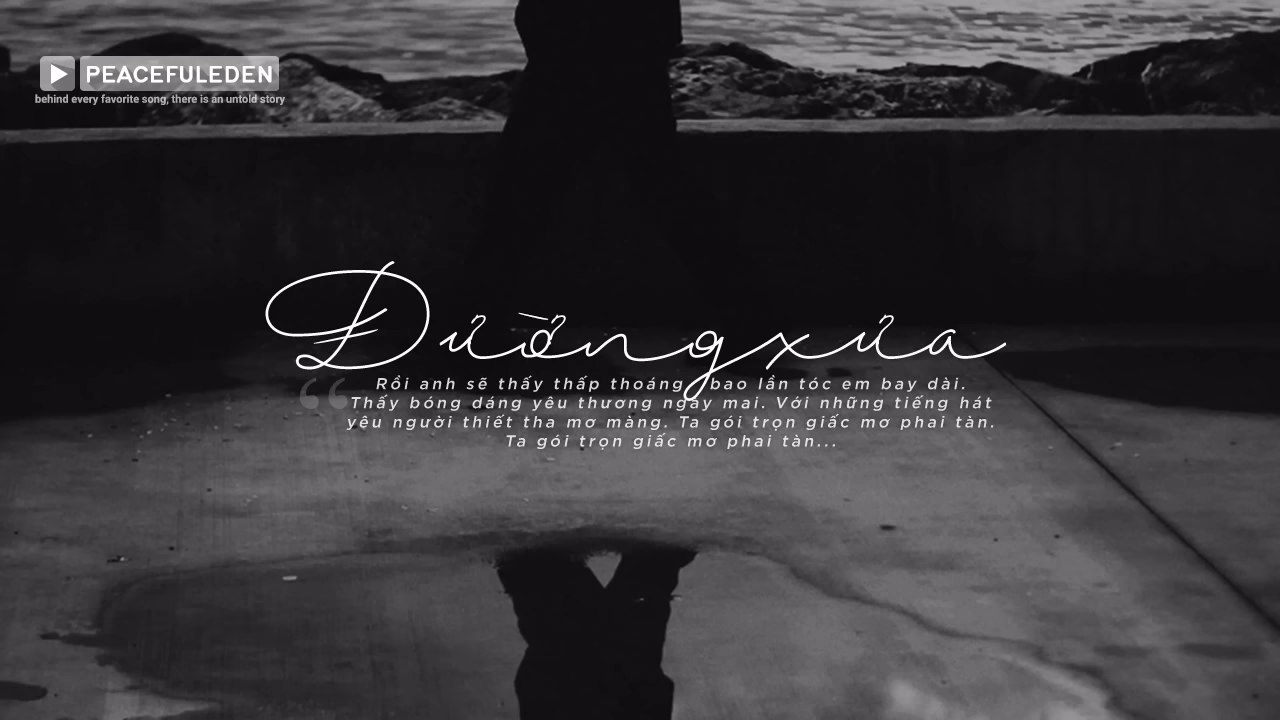 PEACEFULEDEN
behind every favorite song, there is an untold story
Đường xưa
Rồi anh sẽ thấy thấp thoáng bao lần tóc em bay dài.
Thấy bóng dáng yêu thương ngày mai. Với những tiếng hát
yêu người thiết tha mơ màng. Ta gói trọn giấc mơ phai tàn.
Ta gói trọn giấc mơ phai tàn...